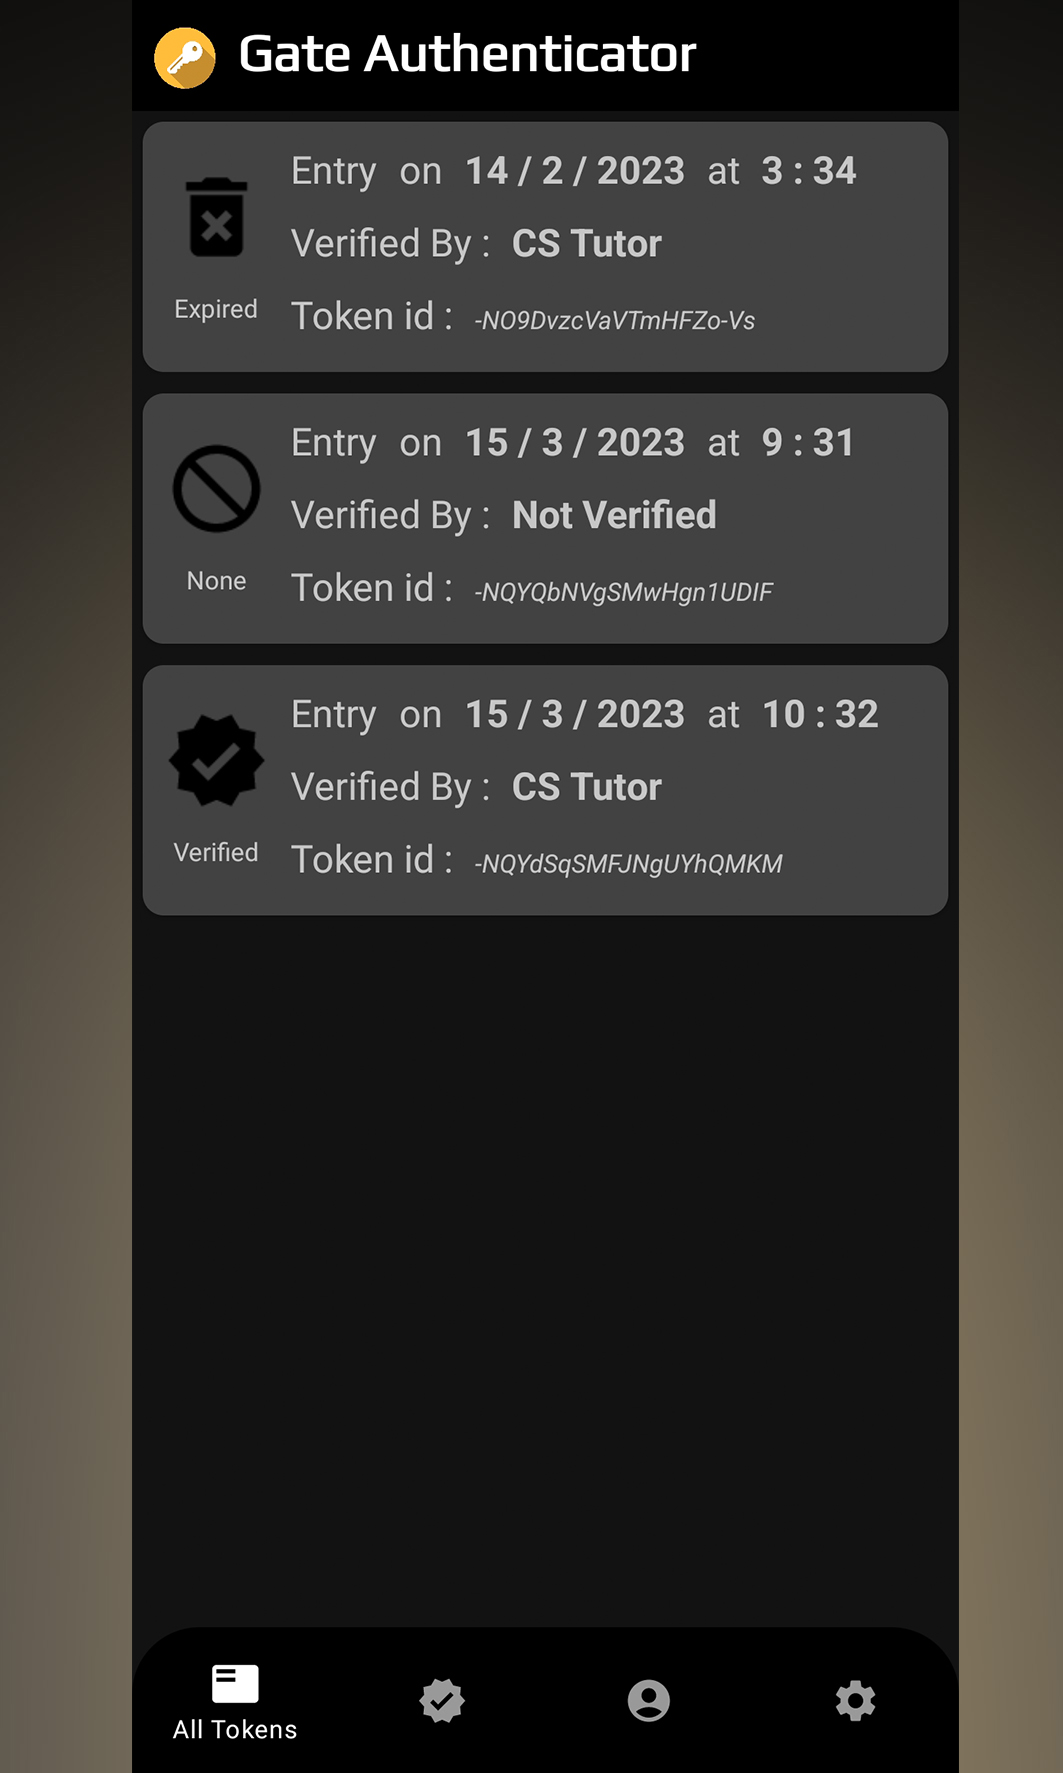 Gate Authenticator
Entry on 14 / 2 / 2023 at 3 : 34
Verified By : CS Tutor
Expired
Token id : -NO9DvzcVaVTmHFZo-Vs
Entry on 15 / 3 / 2023 at 9 : 31
Verified By : Not Verified
None
Token id : -NQYQbNVgSMwHgn1UDIF
Entry on 15 / 3 / 2023 at 10 : 32
Verified By : CS Tutor
Verified
Token id : -NQYdSqSMFJNgUYhQMKM
All Tokens